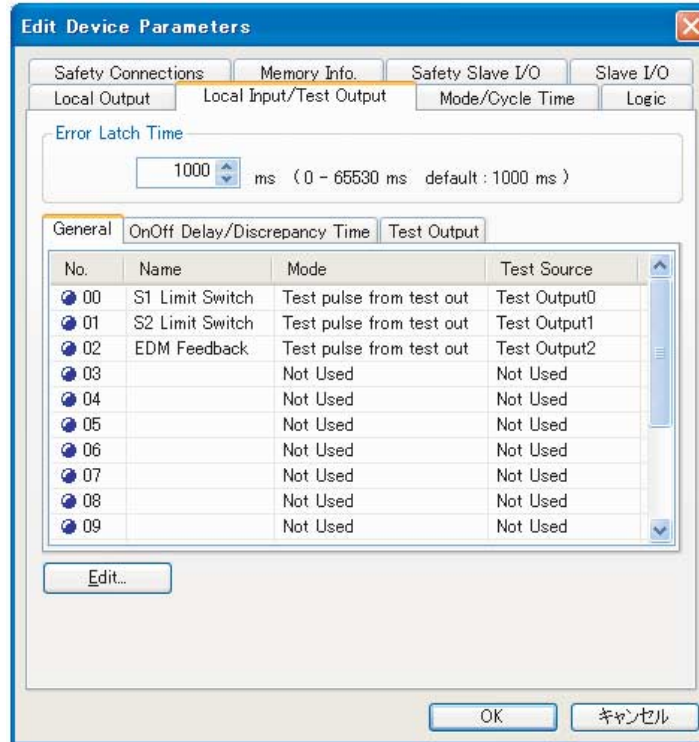 Edit Device Parameters
Safety Connections Memory Info. Safety Slave I/O Slave I/O
Local Output Local Input/Test Output Mode/Cycle Time Logic
Error Latch Time
1000 ms ( 0 - 65530 ms default : 1000 ms )
General OnOff Delay/Discrepancy Time Test Output
No. Name Mode Test Source
00 S1 Limit Switch Test pulse from test out Test Output0
01 S2 Limit Switch Test pulse from test out Test Output1
02 EDM Feedback Test pulse from test out Test Output2
03 Not Used Not Used
04 Not Used Not Used
05 Not Used Not Used
06 Not Used Not Used
07 Not Used Not Used
08 Not Used Not Used
09 Not Used Not Used
Edit...
OK キャンセル